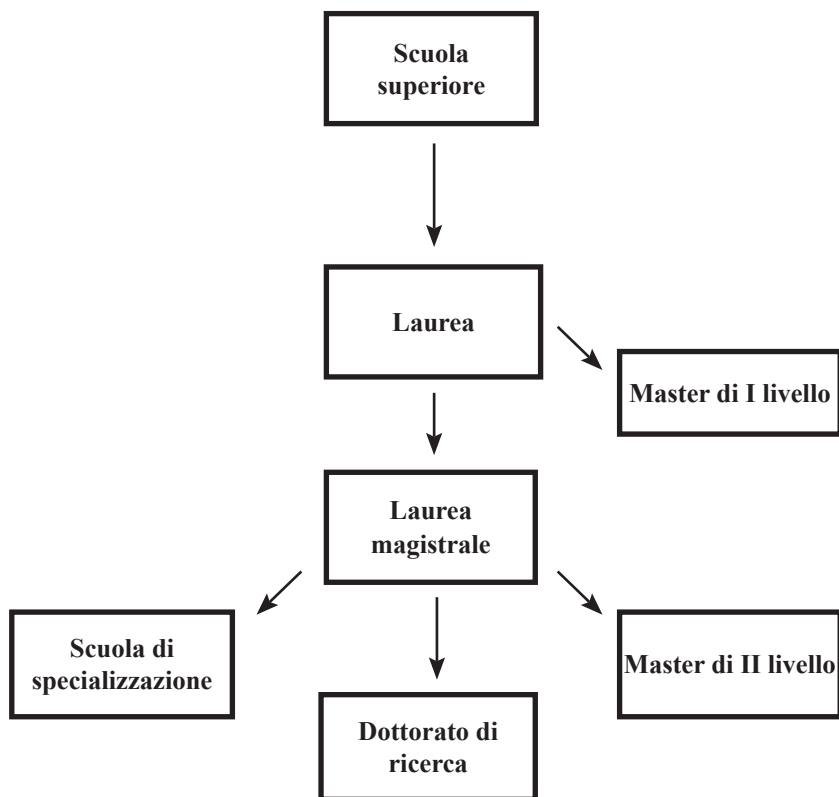 Scuola
superiore
Laurea
Master di I livello
Laurea
magistrale
Scuola di
specializzazione
Master di II livello
Dottorato di
ricerca